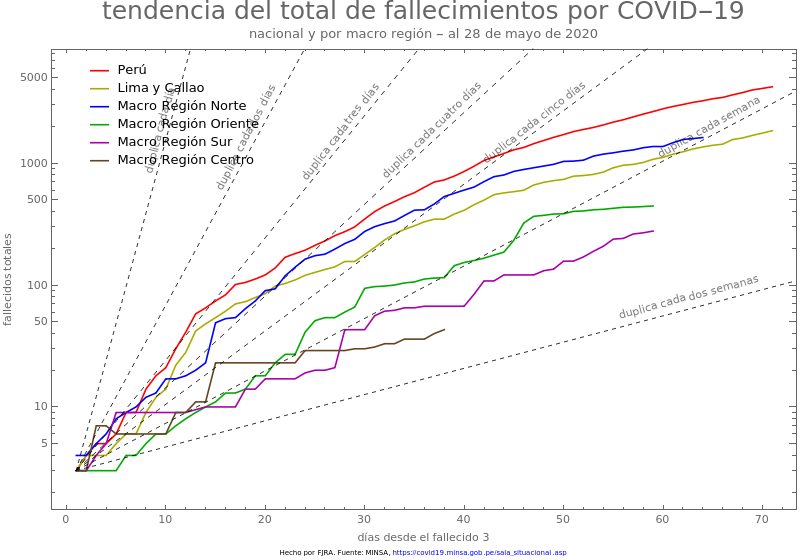 tendencia del total de fallecimientos por COVID−19
nacional y por macro región − al 28 de mayo de 2020
Perú
Lima y Callao
Macro Región Norte
Macro Región Oriente
Macro Región Sur
Macro Región Centro
duplica cada día
duplica cada dos días
duplica cada tres días
duplica cada cuatro días
duplica cada cinco días
duplica cada semana
duplica cada dos semanas
fallecidos totales
5000
1000
500
100
50
10
5
0 10 20 30 40 50 60 70
días desde el fallecido 3
Hecho por FJRA. Fuente: MINSA, https://covid19.minsa.gob.pe/sala_situacional.asp